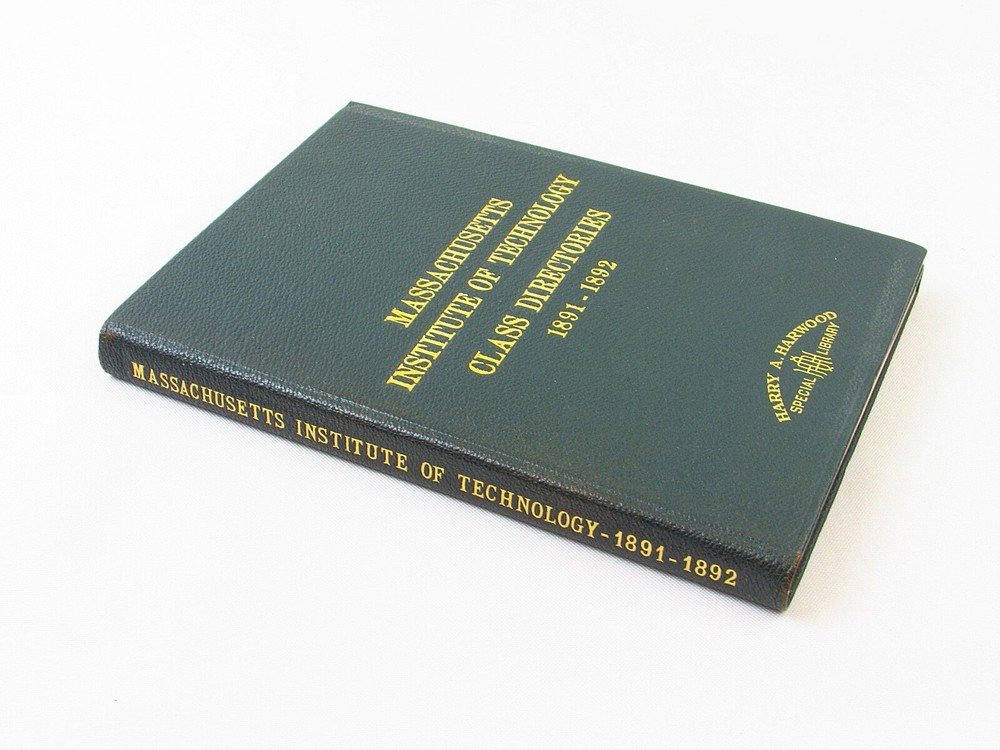 MASSACHUSETTS
INSTITUTE OF TECHNOLOGY
CLASS DIRECTORIES
1891-1892
HARRY A. HARWOOD
SPECIAL LIBRARY
MASSACHUSETTS INSTITUTE OF TECHNOLOGY-1891-1892